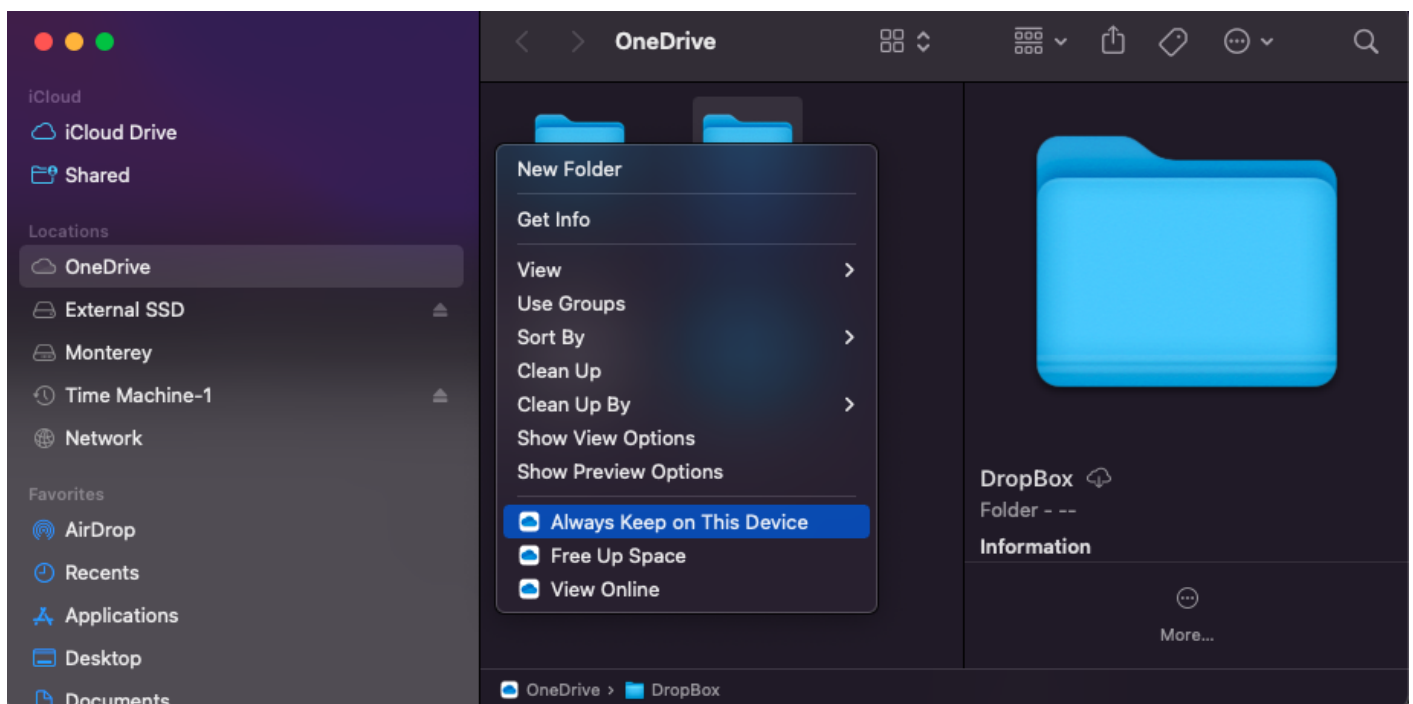 iCloud
iCloud Drive
Shared
Locations
OneDrive
External SSD
Monterey
Time Machine-1
Network
Favorites
AirDrop
Recents
Applications
Desktop
Documents
OneDrive
New Folder
Get Info
View
Use Groups
Sort By
Clean Up
Clean Up By
Show View Options
Show Preview Options
Always Keep on This Device
Free Up Space
View Online
DropBox
Folder - --
Information
More...
OneDrive › DropBox